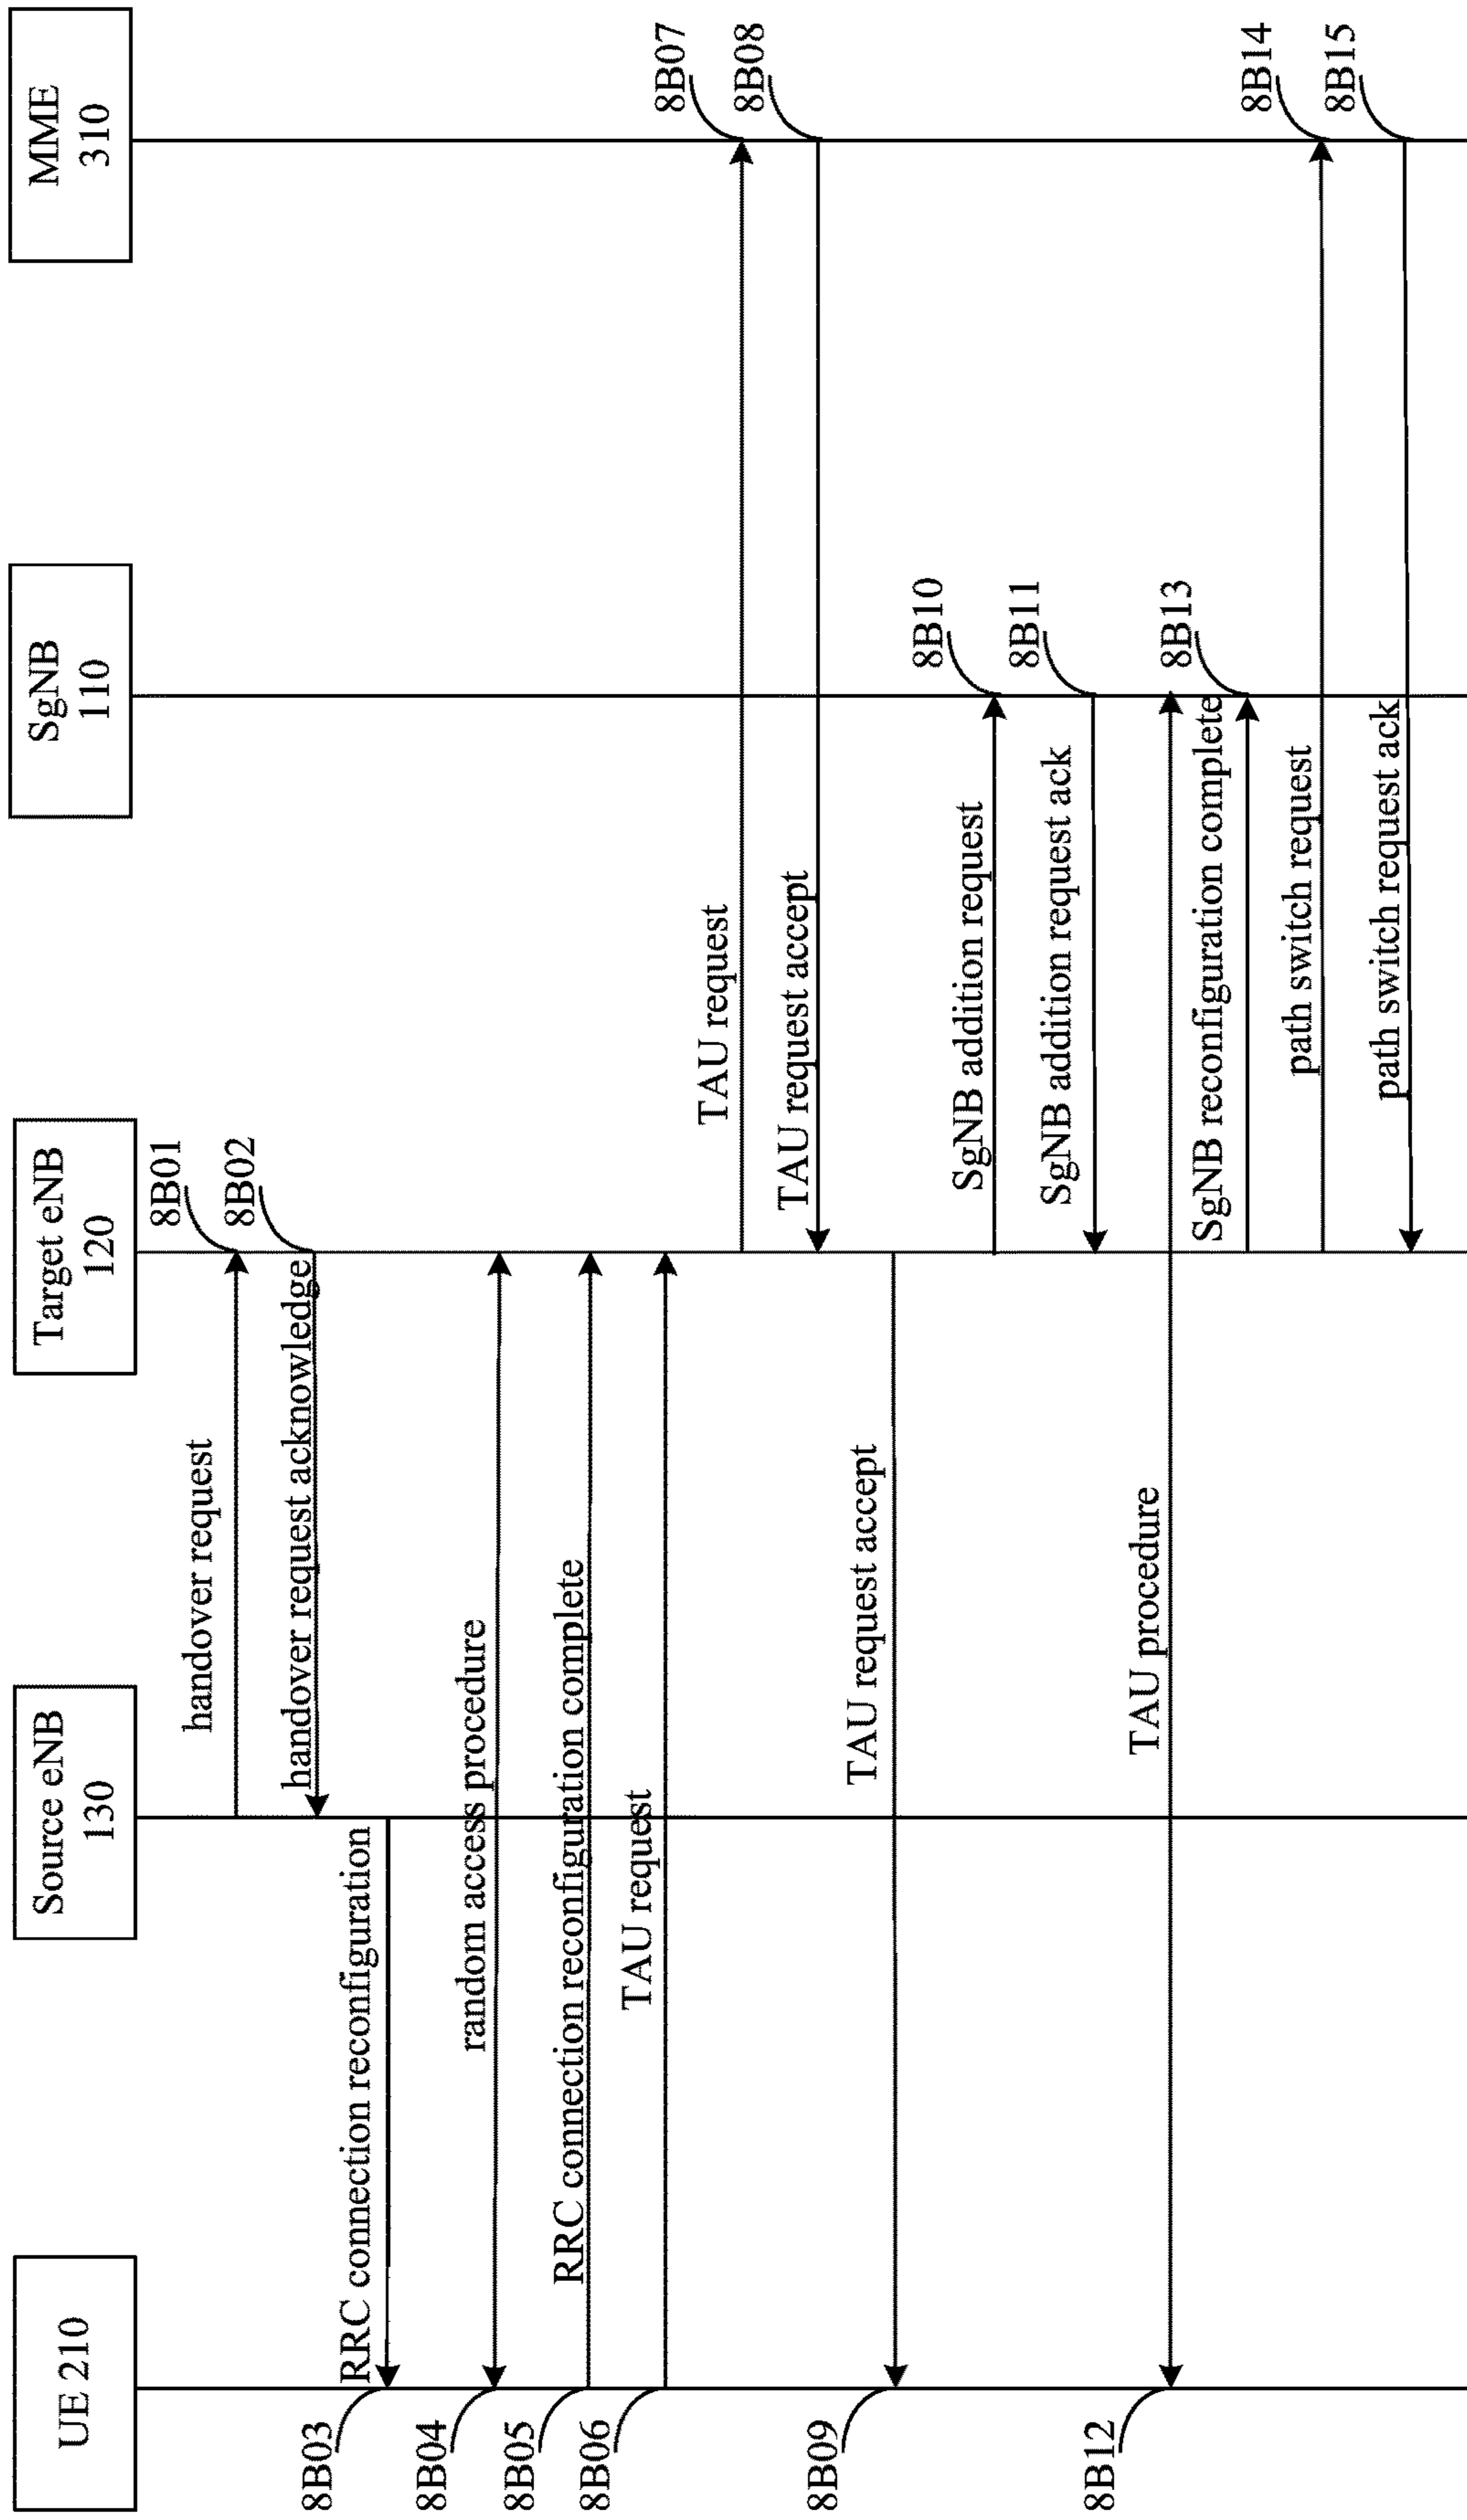 UE 210
Source eNB
130
Target eNB
120
SgNB
110
MME
310
8B01
handover request
8B02
handover request acknowledge
8B03
RRC connection reconfiguration
8B04
random access procedure
8B05
RRC connection reconfiguration complete
8B06
TAU request
8B07
TAU request
8B08
TAU request accept
8B09
TAU request accept
8B10
SgNB addition request
8B11
SgNB addition request ack
8B12
TAU procedure
8B13
SgNB reconfiguration complete
8B14
path switch request
8B15
path switch request ack